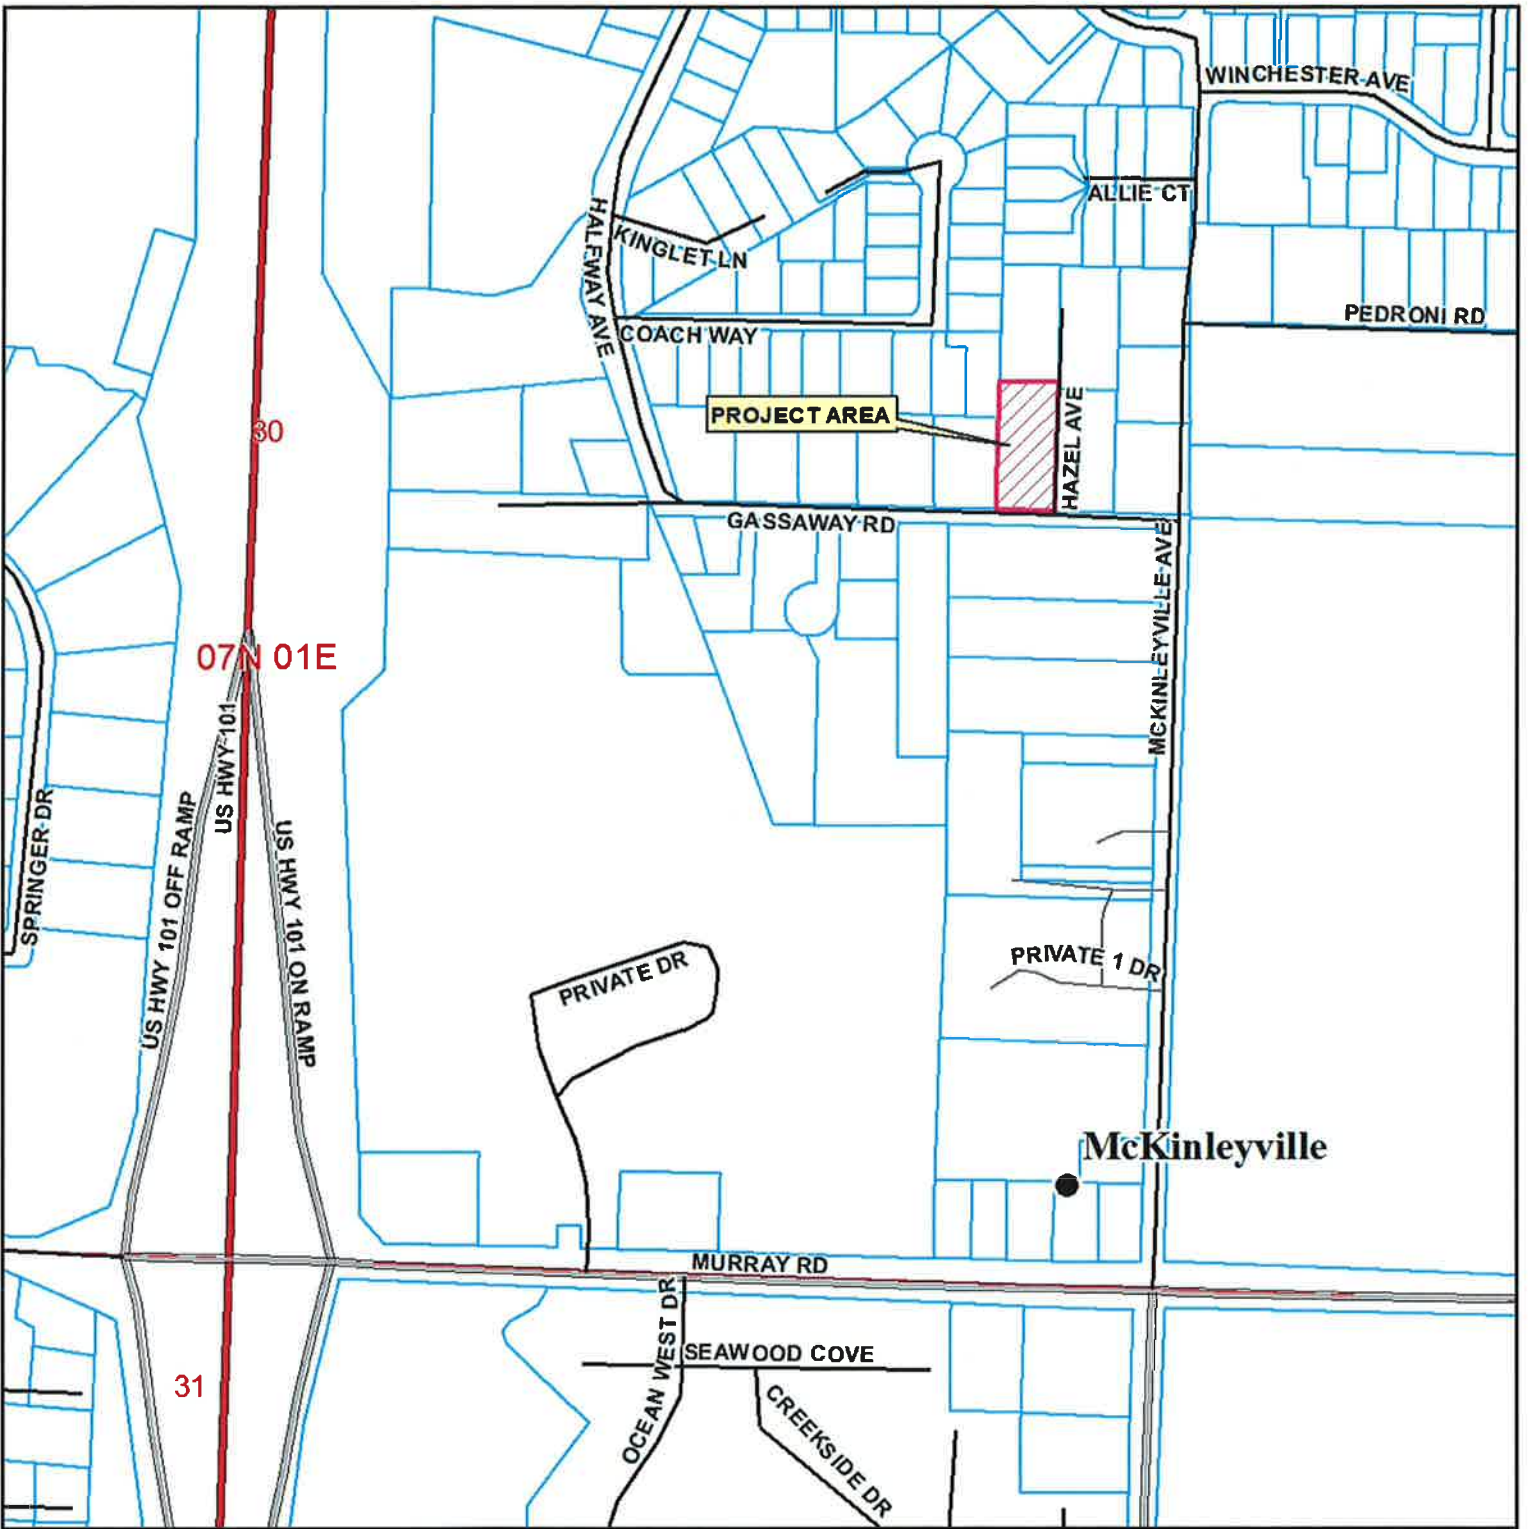 WINCHESTER AVE
ALLIE CT
HALFWAY AVE
KINGLET LN
PEDRONI RD
COACH WAY
PROJECT AREA
HAZEL AVE
30
GASSAWAY RD
MCKINLEYVILLE AVE
07N 01E
US HWY 101
SPRINGER DR
US HWY 101 OFF RAMP
US HWY 101 ON RAMP
PRIVATE DR
PRIVATE 1 DR
McKinleyville
MURRAY RD
OCEAN WEST DR
SEAWOOD COVE
31
CREEKSIDE DR